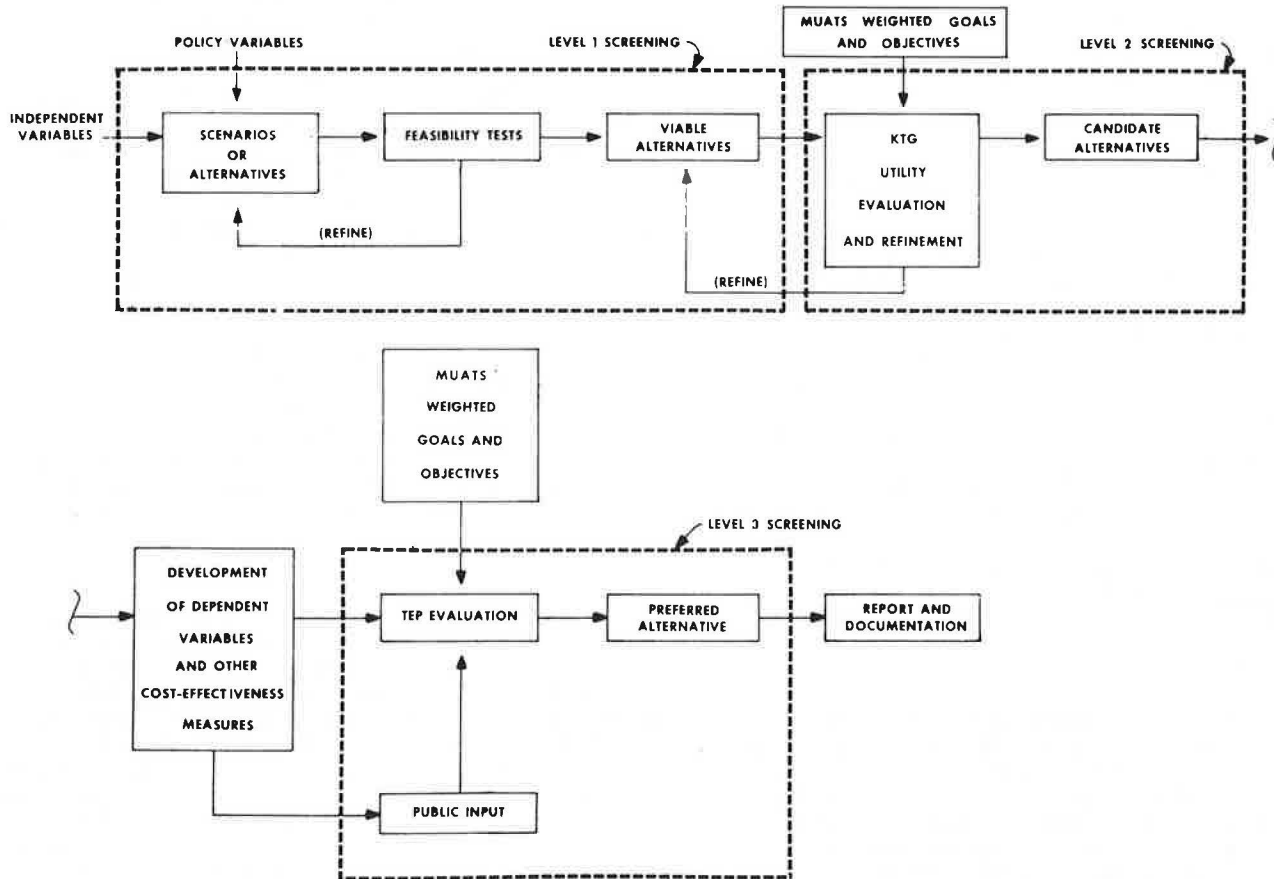 POLICY VARIABLES
LEVEL 1 SCREENING
MUATS WEIGHTED GOALS
AND OBJECTIVES
LEVEL 2 SCREENING
INDEPENDENT
VARIABLES
SCENARIOS
OR
ALTERNATIVES
FEASIBILITY TESTS
VIABLE
ALTERNATIVES
KTG
UTILITY
EVALUATION
AND REFINEMENT
CANDIDATE
ALTERNATIVES
(REFINE)
(REFINE)
MUATS
WEIGHTED
GOALS AND
OBJECTIVES
LEVEL 3 SCREENING
DEVELOPMENT
OF DEPENDENT
VARIABLES
AND OTHER
COST-EFFECTIVENESS
MEASURES
TEP EVALUATION
PREFERRED
ALTERNATIVE
REPORT AND
DOCUMENTATION
PUBLIC INPUT